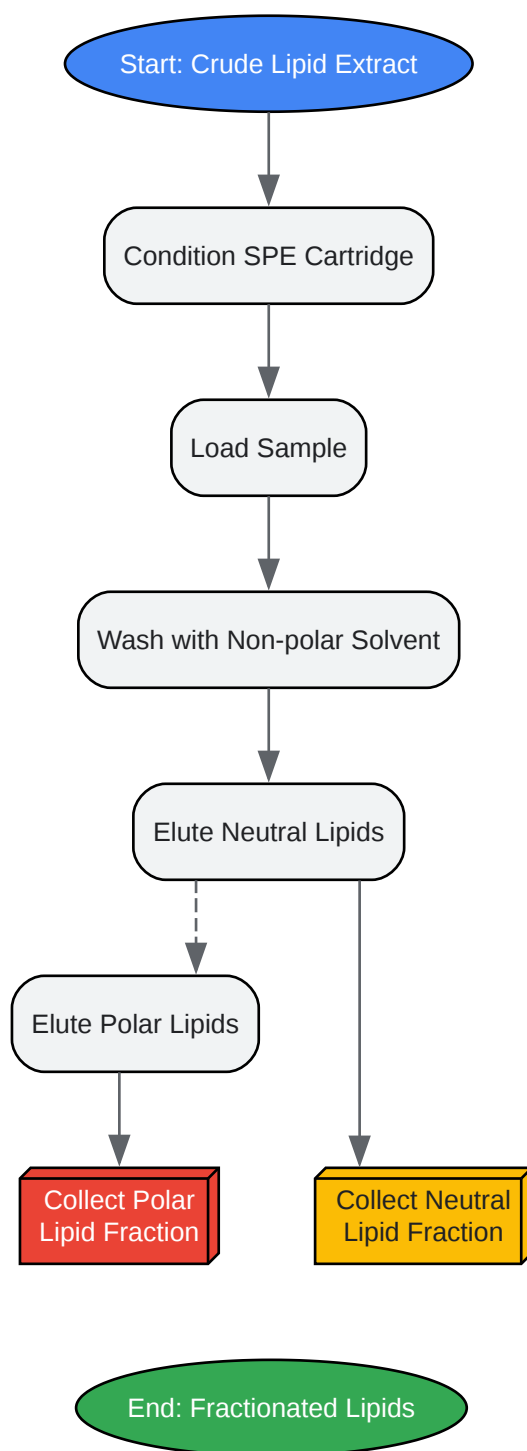 Start: Crude Lipid Extract
Condition SPE Cartridge
Load Sample
Wash with Non-polar Solvent
Elute Neutral Lipids
Elute Polar Lipids
Collect Polar
Lipid Fraction
Collect Neutral
Lipid Fraction
End: Fractionated Lipids